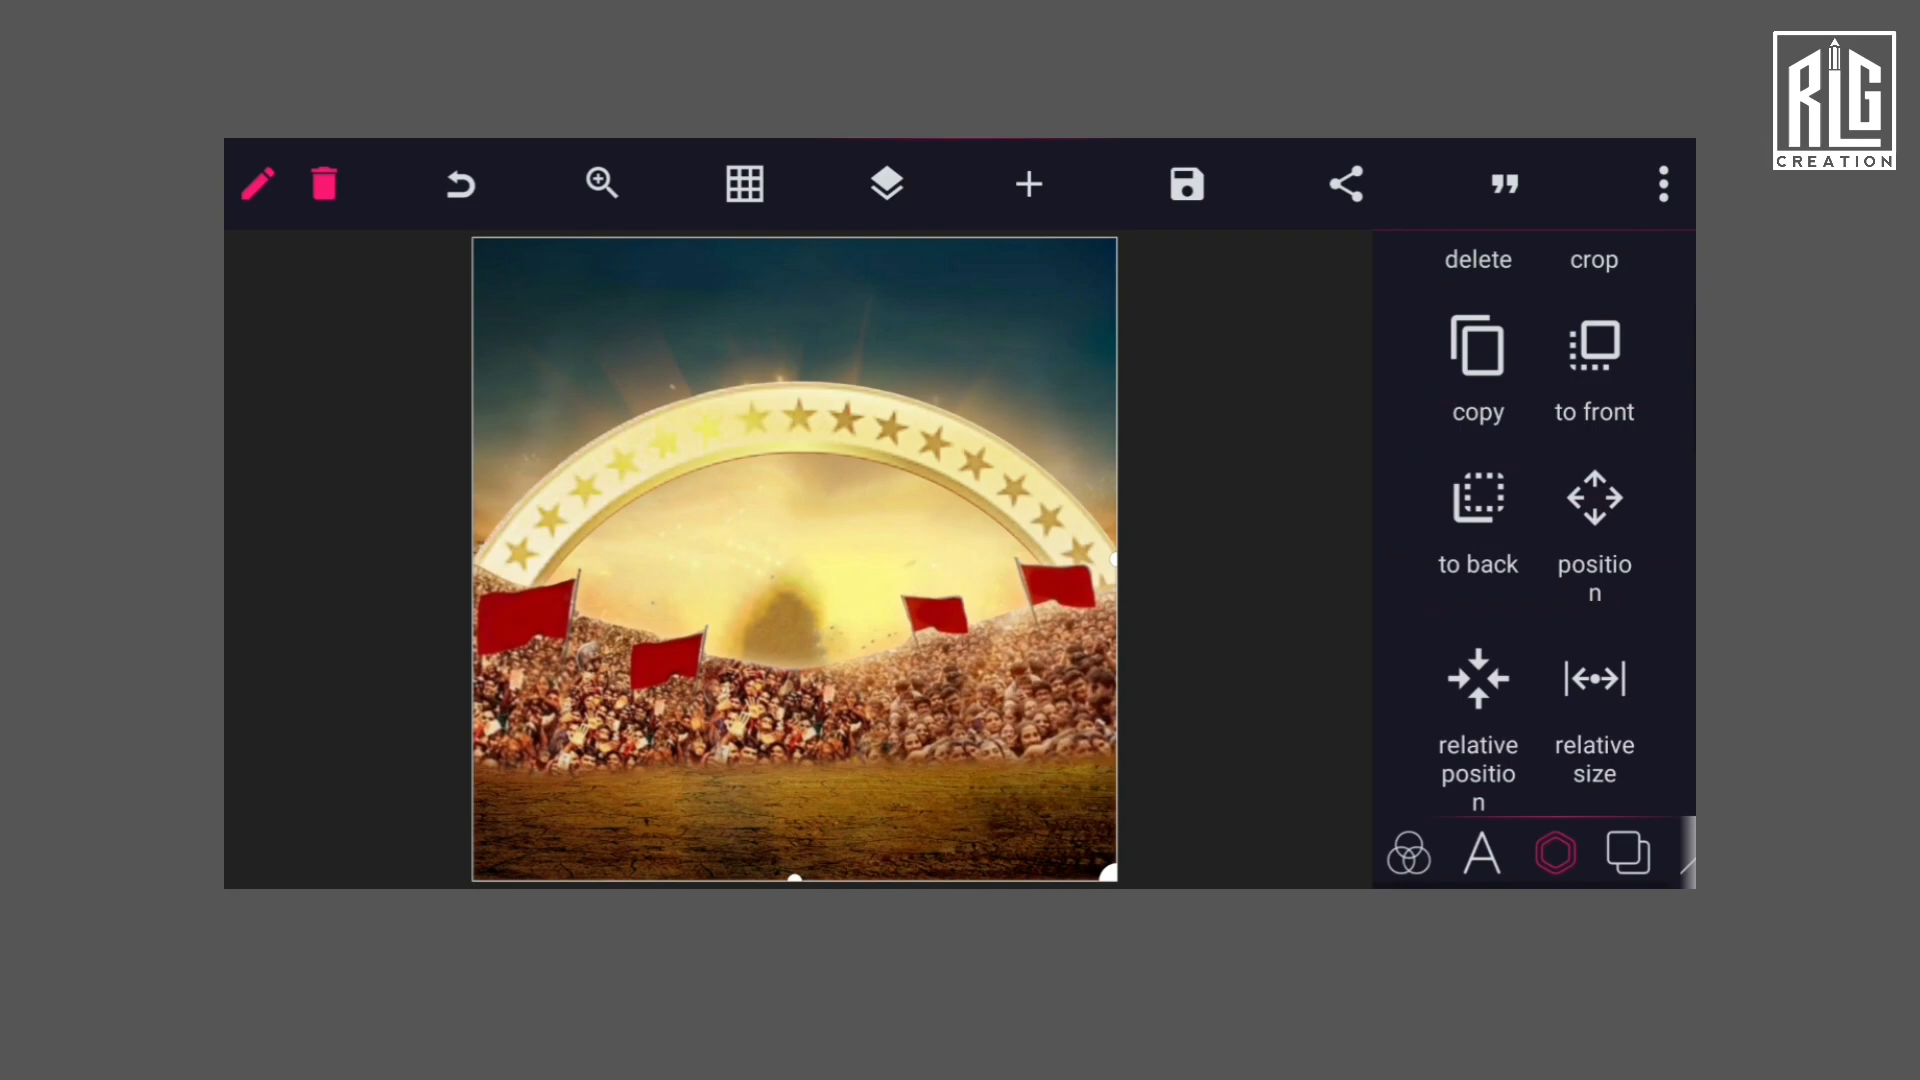 RLG
CREATION
delete
crop
copy
to front
to back
positio
n
relative
positio
n
relative
size